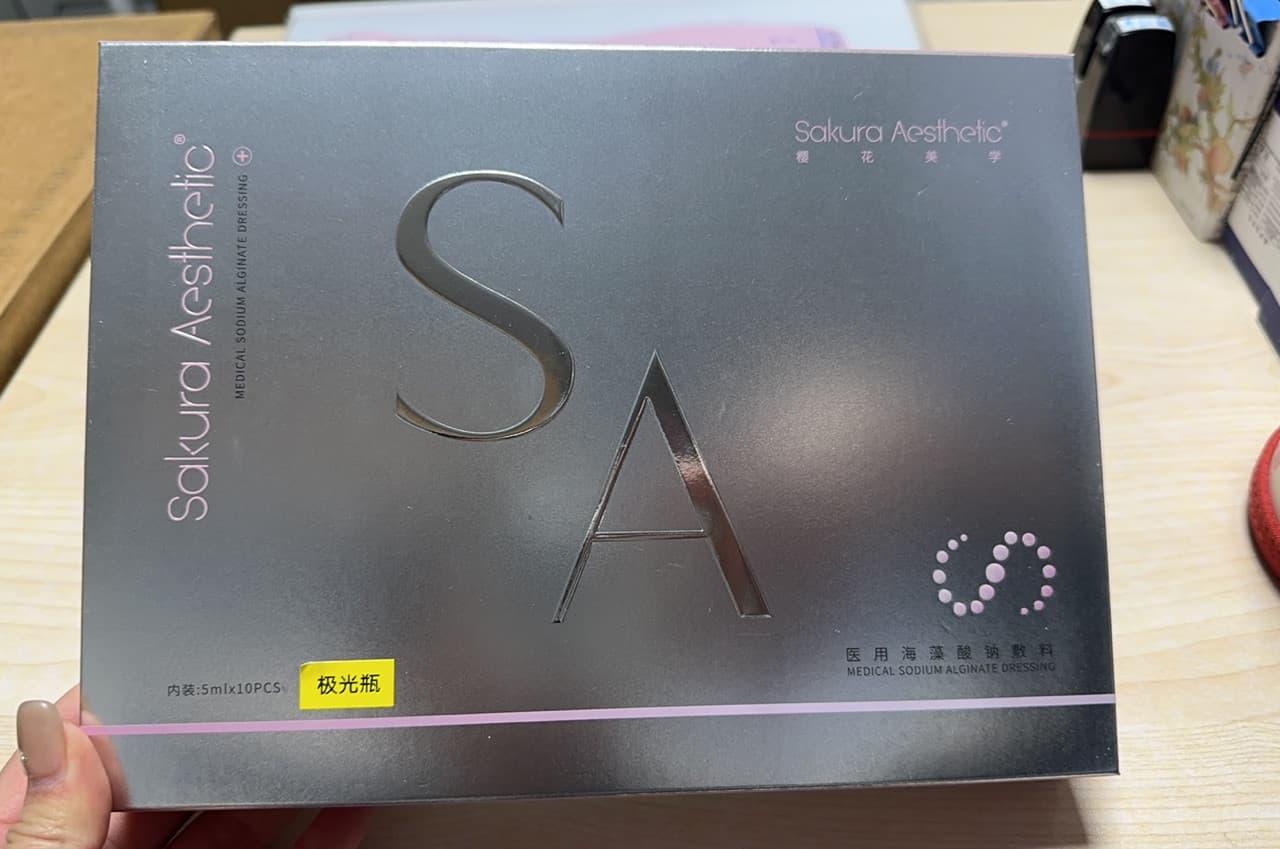 Sakura Aesthetic®
MEDICAL SODIUM ALGINATE DRESSING
SA
Sakura Aesthetic®
樱花美学
医用海藻酸钠敷料
MEDICAL SODIUM ALGINATE DRESSING
内装:5mlx10PCS
极光瓶